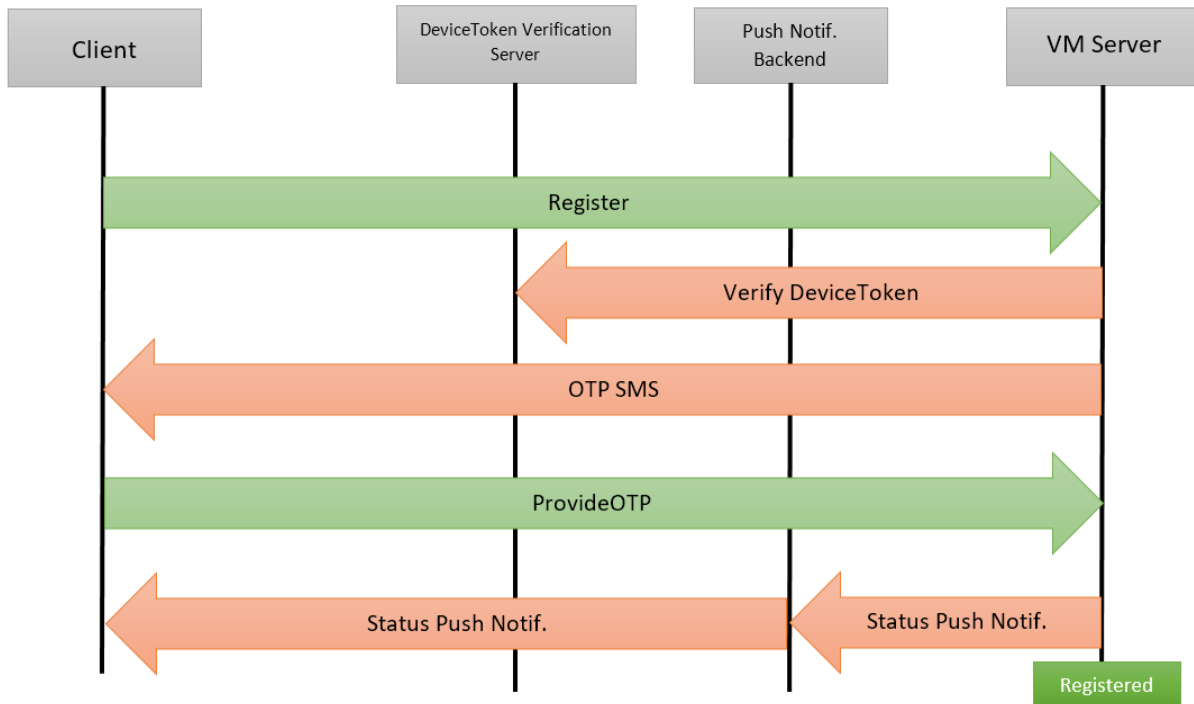 Client
DeviceToken Verification
Server
Push Notif.
Backend
VM Server
Register
Verify DeviceToken
OTP SMS
ProvideOTP
Status Push Notif.
Status Push Notif.
Registered